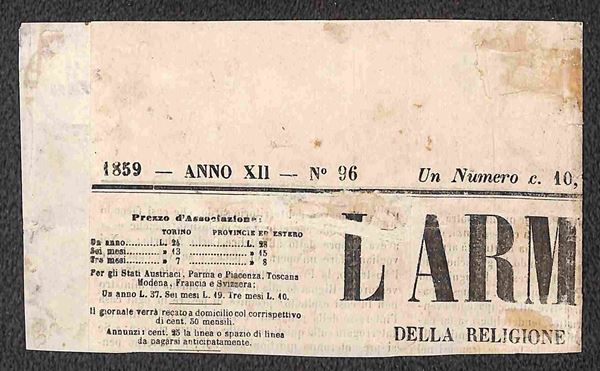 1859 — ANNO XII — Nº 96
Un Numero c. 10,
Prezzo d'Associazione:
TORINO PROVINCIE ED ESTERO
Un anno......L. 24 ............L. 28
Sei mesi......» 13 ............» 15
Tre mesi......» 7 ............» 8
Per gli Stati Austriaci, Parma e Piacenza, Toscana
Modena, Francia e Svizzera:
Un anno L. 37. Sei mesi L. 19. Tre mesi L. 10.
Il giornale verrà recato a domicilio col corrispettivo
di cent. 50 mensili.
Annunzi cent. 25 la linea o spazio di linea
da pagarsi anticipatamente.
L'ARM
DELLA RELIGIONE